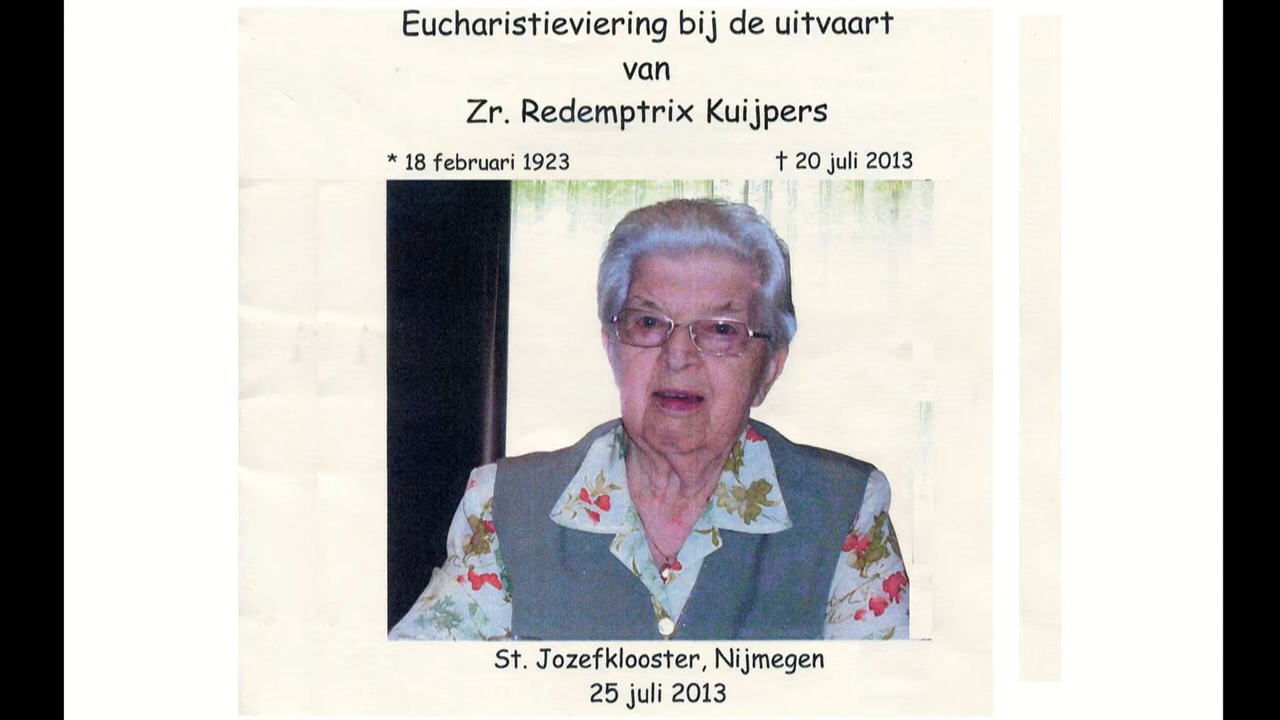 Eucharistieviering bij de uitvaart
van
Zr. Redemptrix Kuijpers
* 18 februari 1923 † 20 juli 2013
St. Jozefklooster, Nijmegen
25 juli 2013